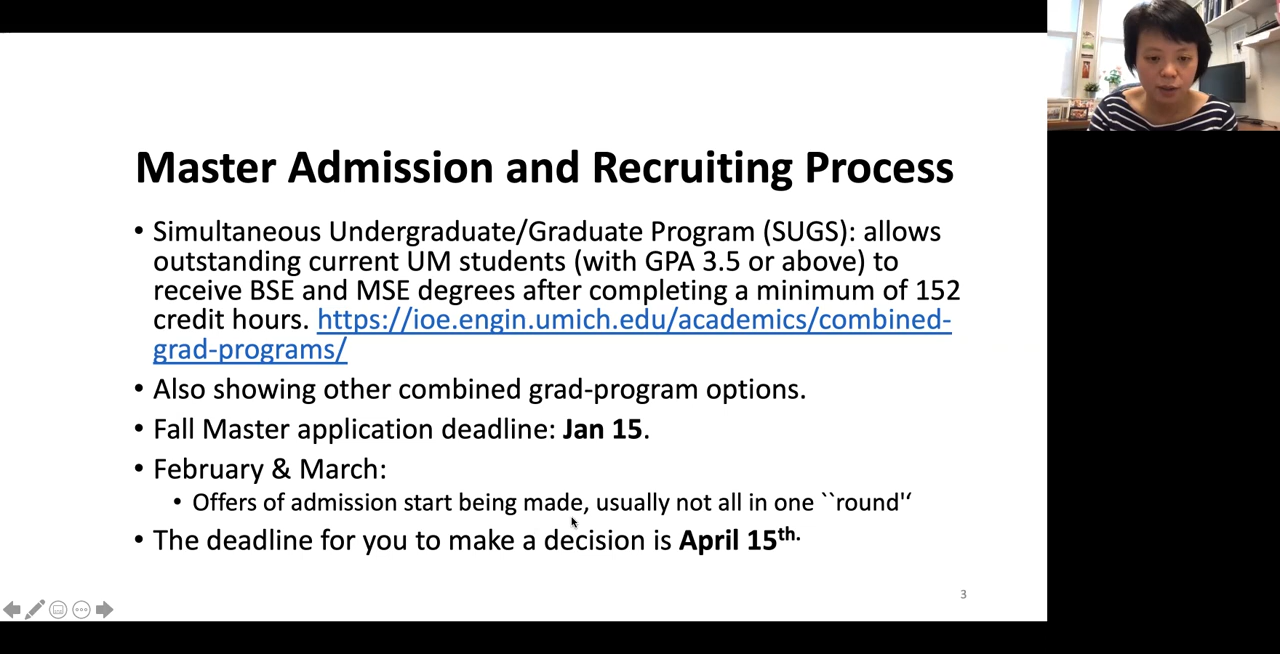 Master Admission and Recruiting Process
• Simultaneous Undergraduate/Graduate Program (SUGS): allows
outstanding current UM students (with GPA 3.5 or above) to
receive BSE and MSE degrees after completing a minimum of 152
credit hours. https://ioe.engin.umich.edu/academics/combined-
grad-programs/
• Also showing other combined grad-program options.
• Fall Master application deadline: Jan 15.
• February & March:
• Offers of admission start being made, usually not all in one ``round'‘
• The deadline for you to make a decision is April 15th.
3